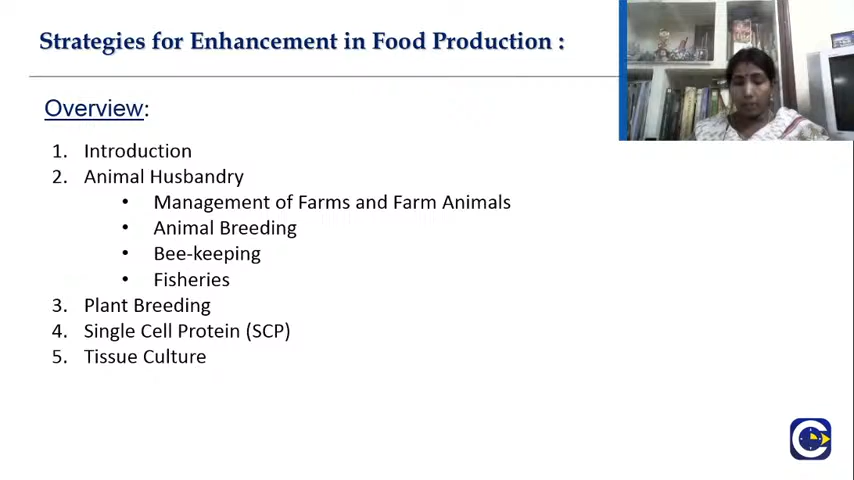 Strategies for Enhancement in Food Production :
Overview:
1. Introduction
2. Animal Husbandry
• Management of Farms and Farm Animals
• Animal Breeding
• Bee-keeping
• Fisheries
3. Plant Breeding
4. Single Cell Protein (SCP)
5. Tissue Culture